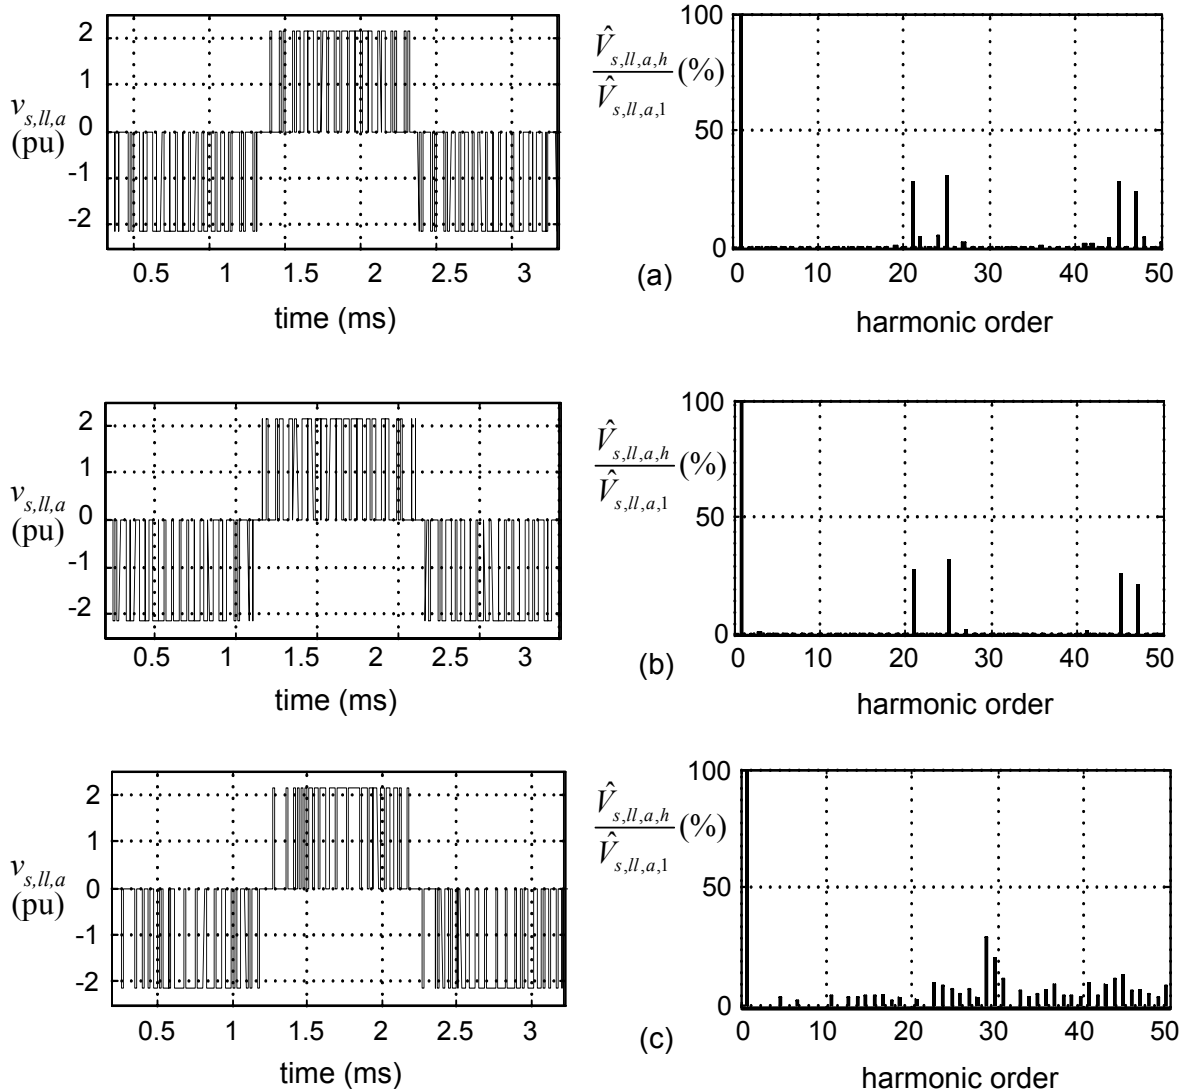 2
1
0
-1
-2
v_{s,ll,a}
(pu)
0.5 1 1.5 2 2.5 3
time (ms)
\frac{\hat{V}_{s,ll,a,h}}{\hat{V}_{s,ll,a,1}}(%)
100
50
0
0 10 20 30 40 50
harmonic order
(a)
2
1
0
-1
-2
v_{s,ll,a}
(pu)
0.5 1 1.5 2 2.5 3
time (ms)
\frac{\hat{V}_{s,ll,a,h}}{\hat{V}_{s,ll,a,1}}(%)
100
50
0
0 10 20 30 40 50
harmonic order
(b)
2
1
0
-1
-2
v_{s,ll,a}
(pu)
0.5 1 1.5 2 2.5 3
time (ms)
\frac{\hat{V}_{s,ll,a,h}}{\hat{V}_{s,ll,a,1}}(%)
100
50
0
0 10 20 30 40 50
harmonic order
(c)